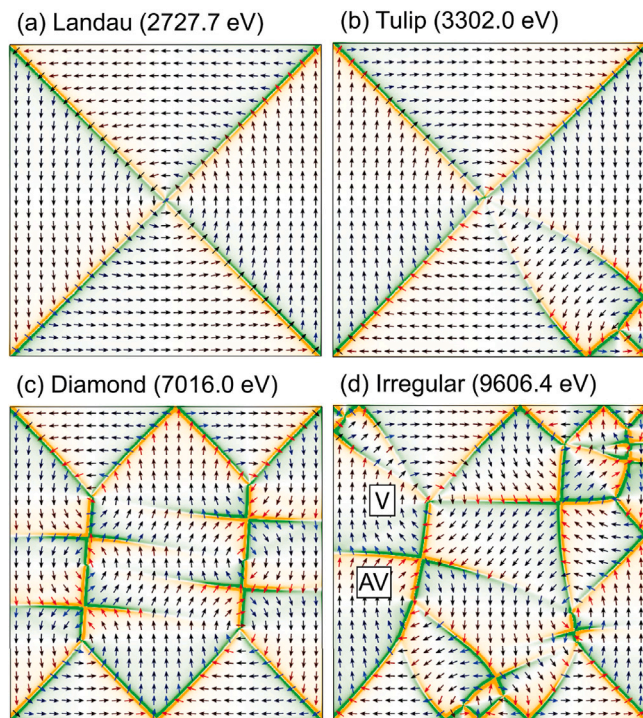 (a) Landau (2727.7 eV)
(b) Tulip (3302.0 eV)
(c) Diamond (7016.0 eV)
(d) Irregular (9606.4 eV)
V
AV